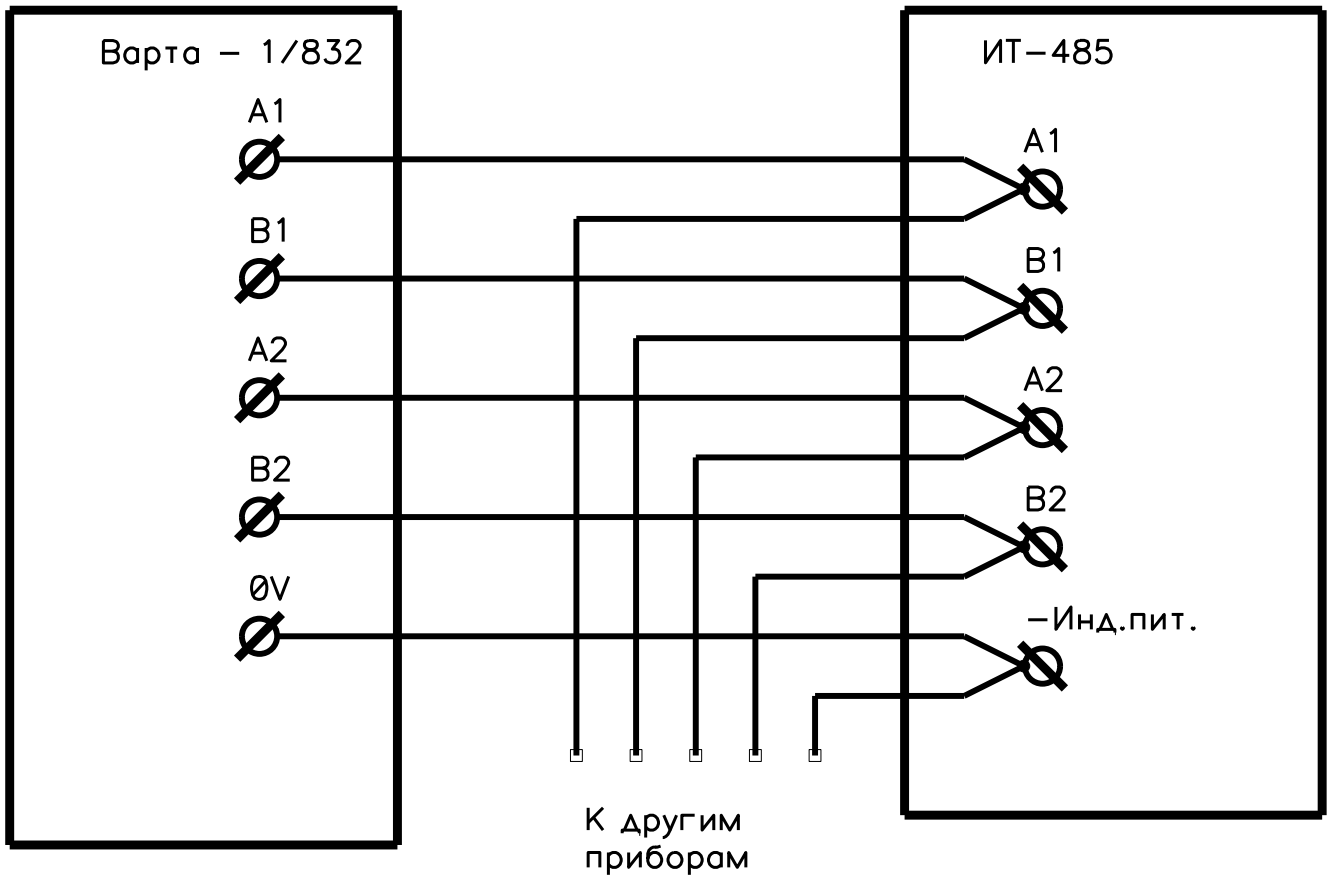 Варта – 1/832
A1
B1
A2
B2
0V
ИТ–485
A1
B1
A2
B2
–Инд.пит.
К другим
приборам